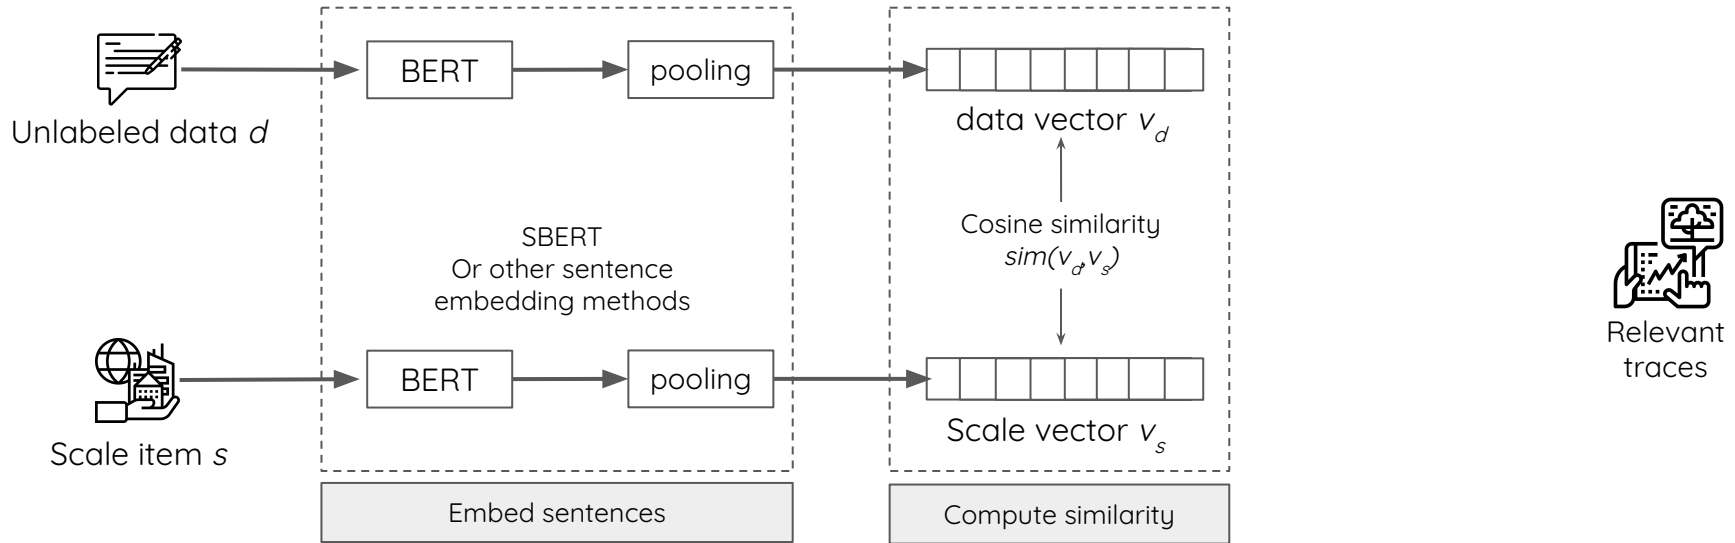 BERT
pooling
Unlabeled data d
data vector v_d
SBERT
Or other sentence
embedding methods
Cosine similarity
sim(v_d,v_s)
BERT
pooling
Scale item s
Scale vector v_s
Relevant
traces
Embed sentences
Compute similarity